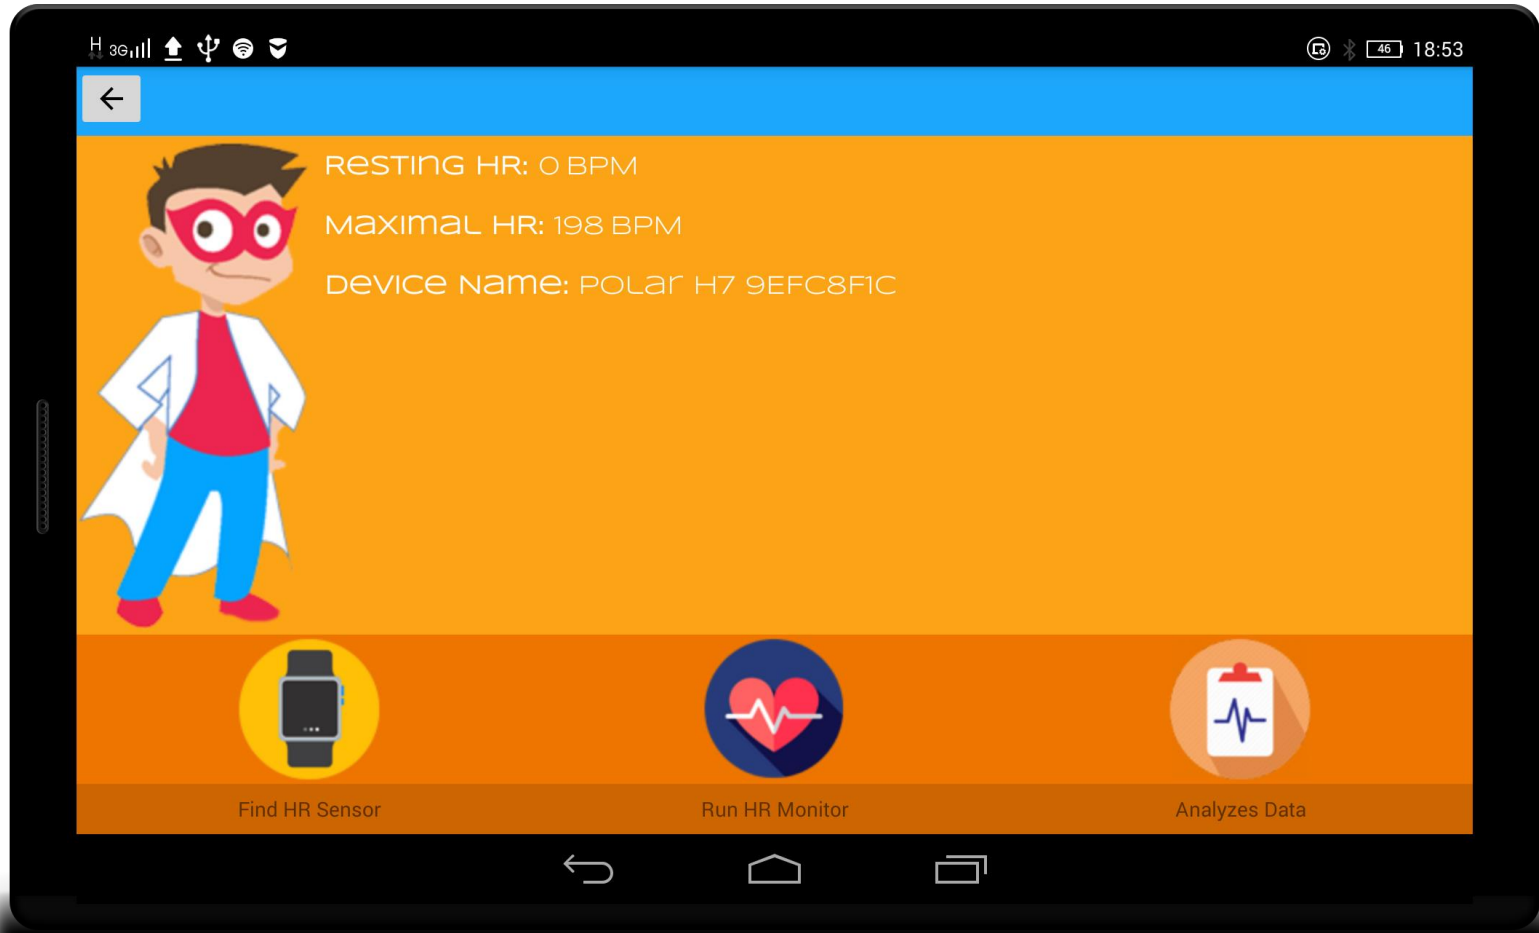 H 3G 46 18:53
Resting HR: 0 BPM
Maximal HR: 198 BPM
Device Name: Polar H7 9EFC8F1C
Find HR Sensor
Run HR Monitor
Analyzes Data